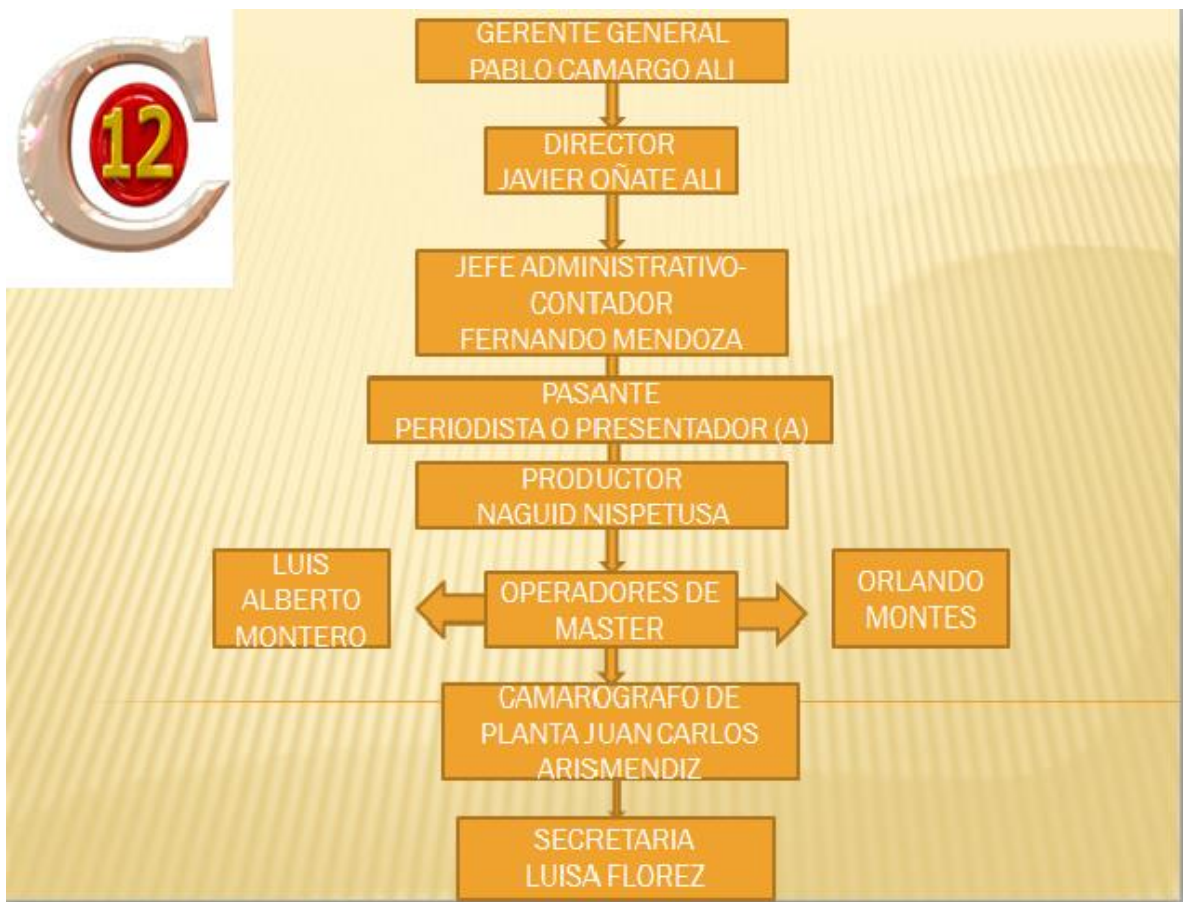 C
12
GERENTE GENERAL
PABLO CAMARGO ALI
DIRECTOR
JAVIER OÑATE ALI
JEFE ADMINISTRATIVO-
CONTADOR
FERNANDO MENDOZA
PASANTE
PERIODISTA O PRESENTADOR (A)
PRODUCTOR
NAGUID NISPETUSA
LUIS
ALBERTO
MONTERO
OPERADORES DE
MASTER
ORLANDO
MONTES
CAMAROGRAFO DE
PLANTA JUAN CARLOS
ARISMENDIZ
SECRETARIA
LUISA FLOREZ